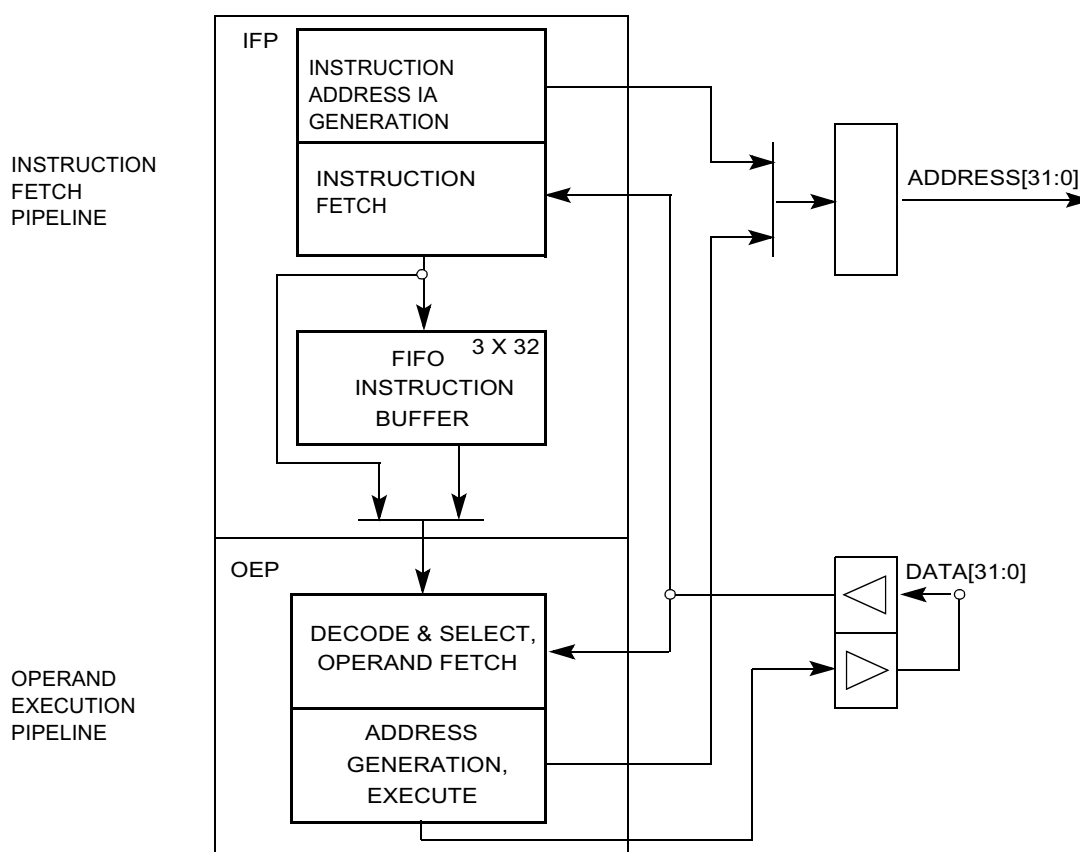 IFP
INSTRUCTION
ADDRESS IA
GENERATION
INSTRUCTION
FETCH
PIPELINE
INSTRUCTION
FETCH
ADDRESS[31:0]
3 X 32
FIFO
INSTRUCTION
BUFFER
OEP
DATA[31:0]
DECODE & SELECT,
OPERAND FETCH
OPERAND
EXECUTION
PIPELINE
ADDRESS
GENERATION,
EXECUTE